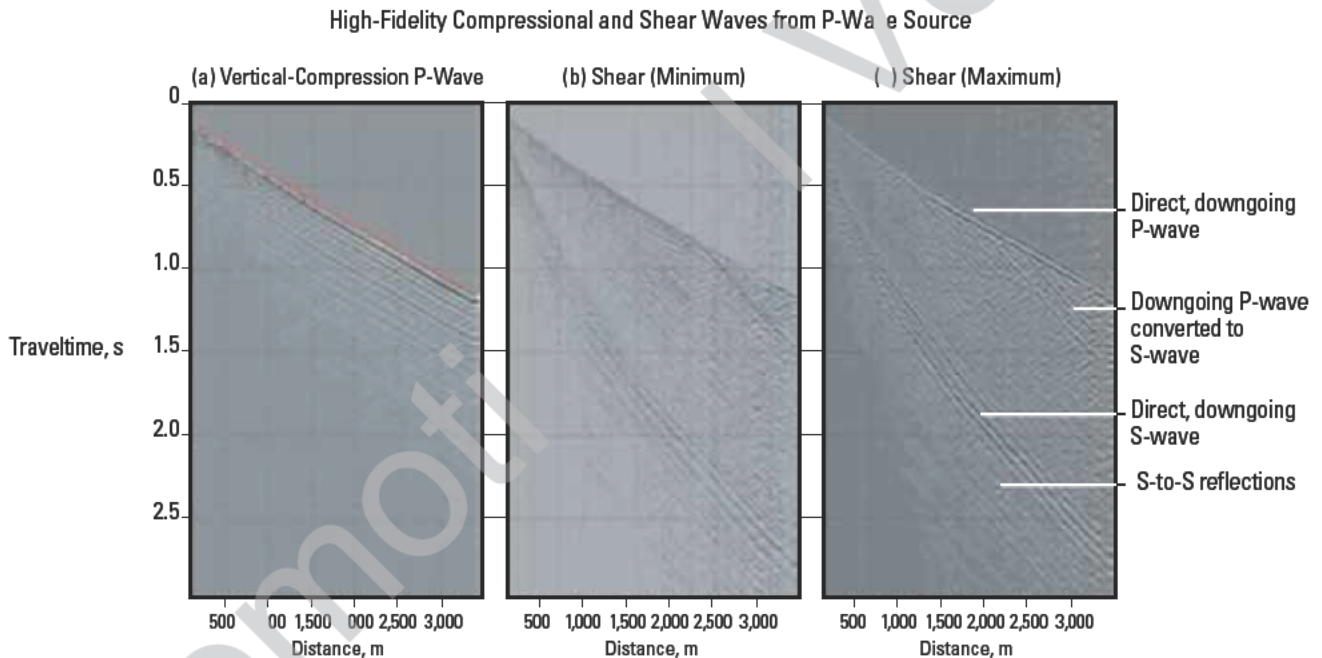 High-Fidelity Compressional and Shear Waves from P-Wa e Source
(a) Vertical-Compression P-Wave
(b) Shear (Minimum)
( ) Shear (Maximum)
0
0.5
1.0
1.5
2.0
2.5
Traveltime, s
Direct, downgoing
P-wave
Downgoing P-wave
converted to
S-wave
Direct, downgoing
S-wave
S-to-S reflections
500 00 1,500 000 2,500 3,000
Distance, m
500 1,000 1,500 2,000 2,500 3,000
Distance, m
500 1,000 1,500 2,000 2,500 3,000
Distance, m